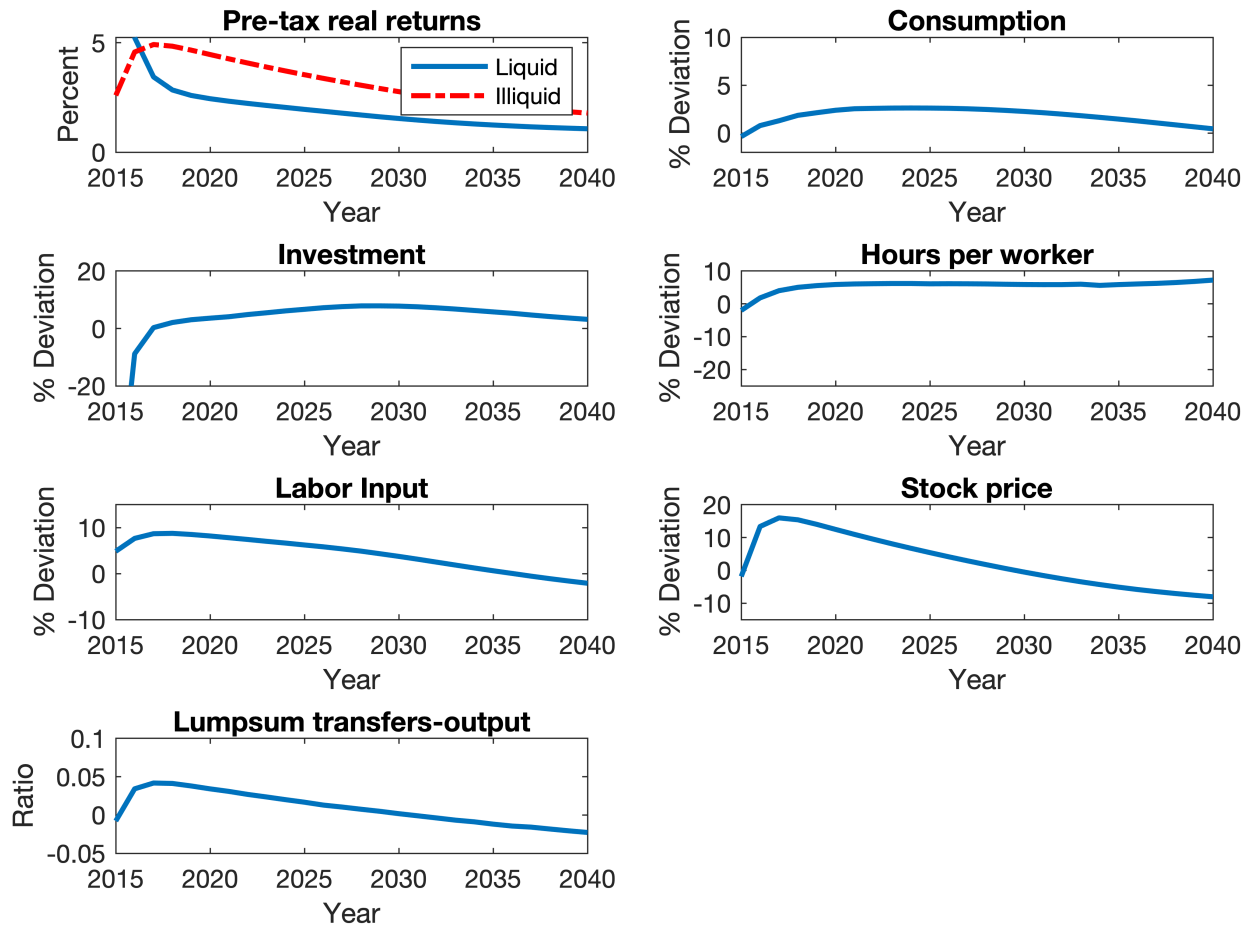 Pre-tax real returns
Percent
5
0
Liquid
Illiquid
2015 2020 2025 2030 2035 2040
Year
Consumption
% Deviation
10
5
0
2015 2020 2025 2030 2035 2040
Year
Investment
% Deviation
20
0
-20
2015 2020 2025 2030 2035 2040
Year
Hours per worker
% Deviation
10
0
-10
-20
2015 2020 2025 2030 2035 2040
Year
Labor Input
% Deviation
10
0
-10
2015 2020 2025 2030 2035 2040
Year
Stock price
% Deviation
20
10
0
-10
2015 2020 2025 2030 2035 2040
Year
Lumpsum transfers-output
Ratio
0.1
0.05
0
-0.05
2015 2020 2025 2030 2035 2040
Year